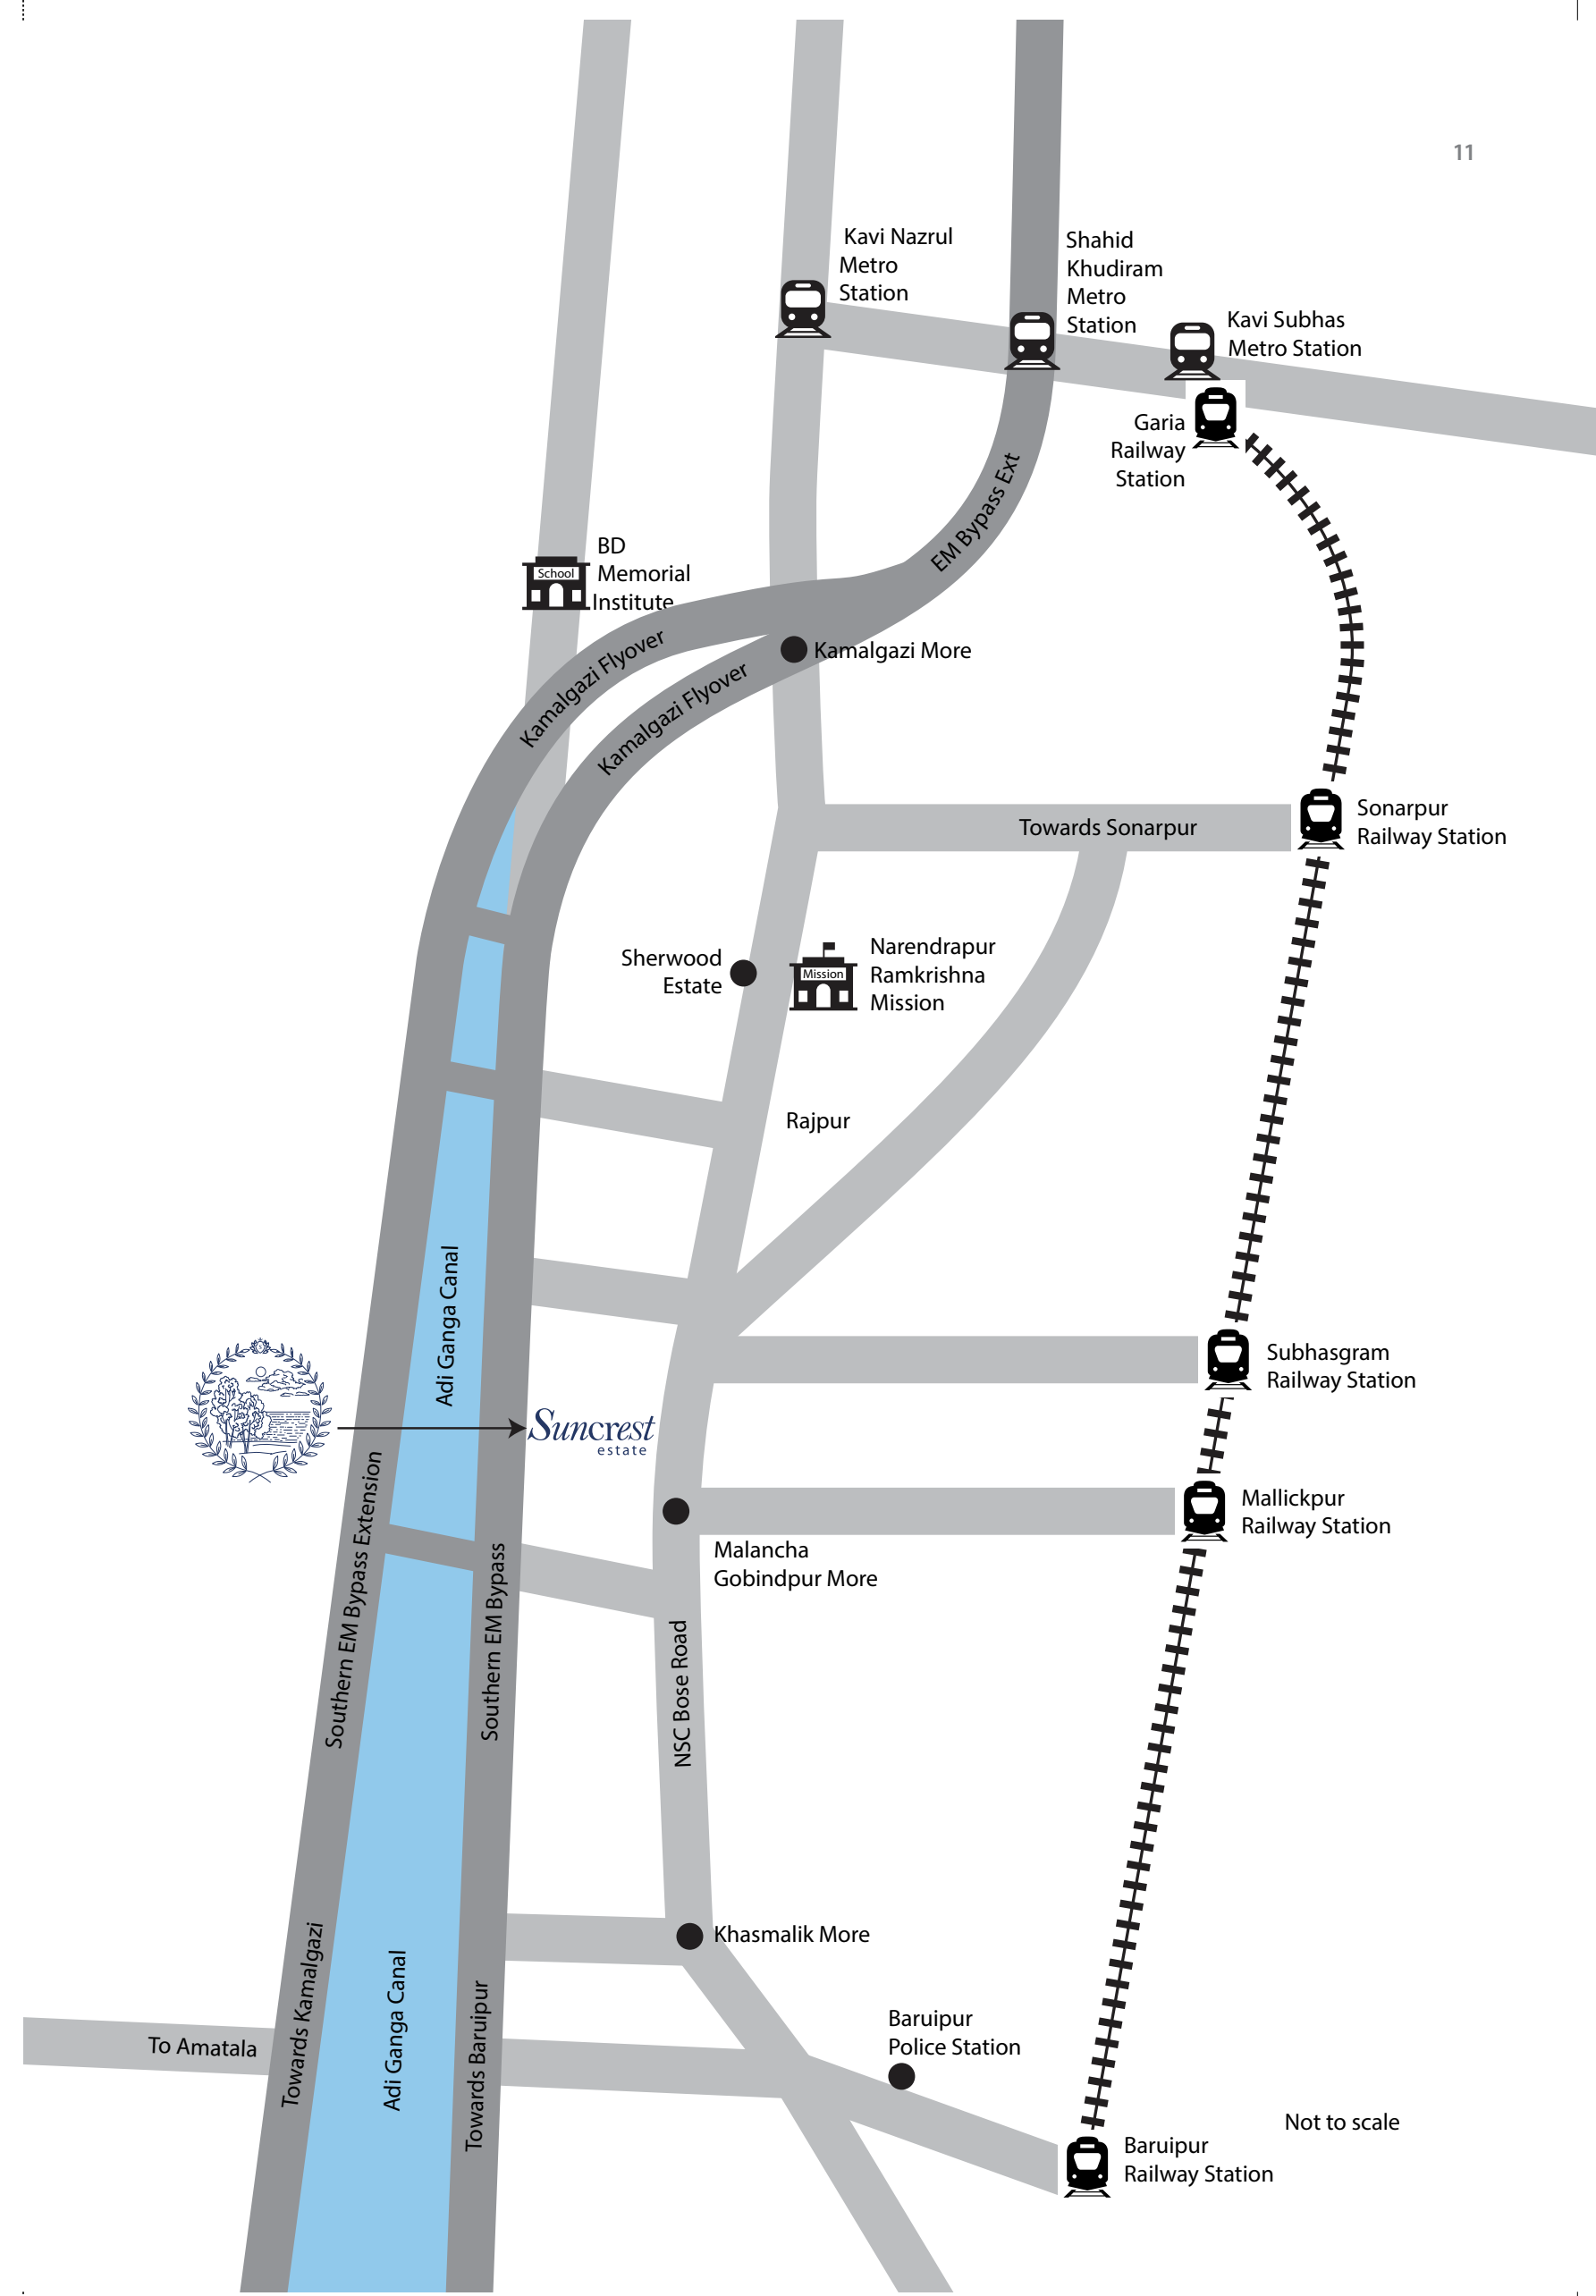 11
Kavi Nazrul
Metro
Station
Shahid
Khudiram
Metro
Station
Kavi Subhas
Metro Station
Garia
Railway
Station
EM Bypass Ext
BD
Memorial
Institute
School
Kamalgazi Flyover
Kamalgazi More
Kamalgazi Flyover
Towards Sonarpur
Sonarpur
Railway Station
Sherwood
Estate
Mission
Narendrapur
Ramkrishna
Mission
Rajpur
Adi Ganga Canal
Subhasgram
Railway Station
Suncrest
estate
Southern EM Bypass Extension
Mallickpur
Railway Station
Malancha
Gobindpur More
Southern EM Bypass
NSC Bose Road
Khasmalik More
Towards Kamalgazi
Adi Ganga Canal
Towards Baruipur
To Amatala
Baruipur
Police Station
Not to scale
Baruipur
Railway Station